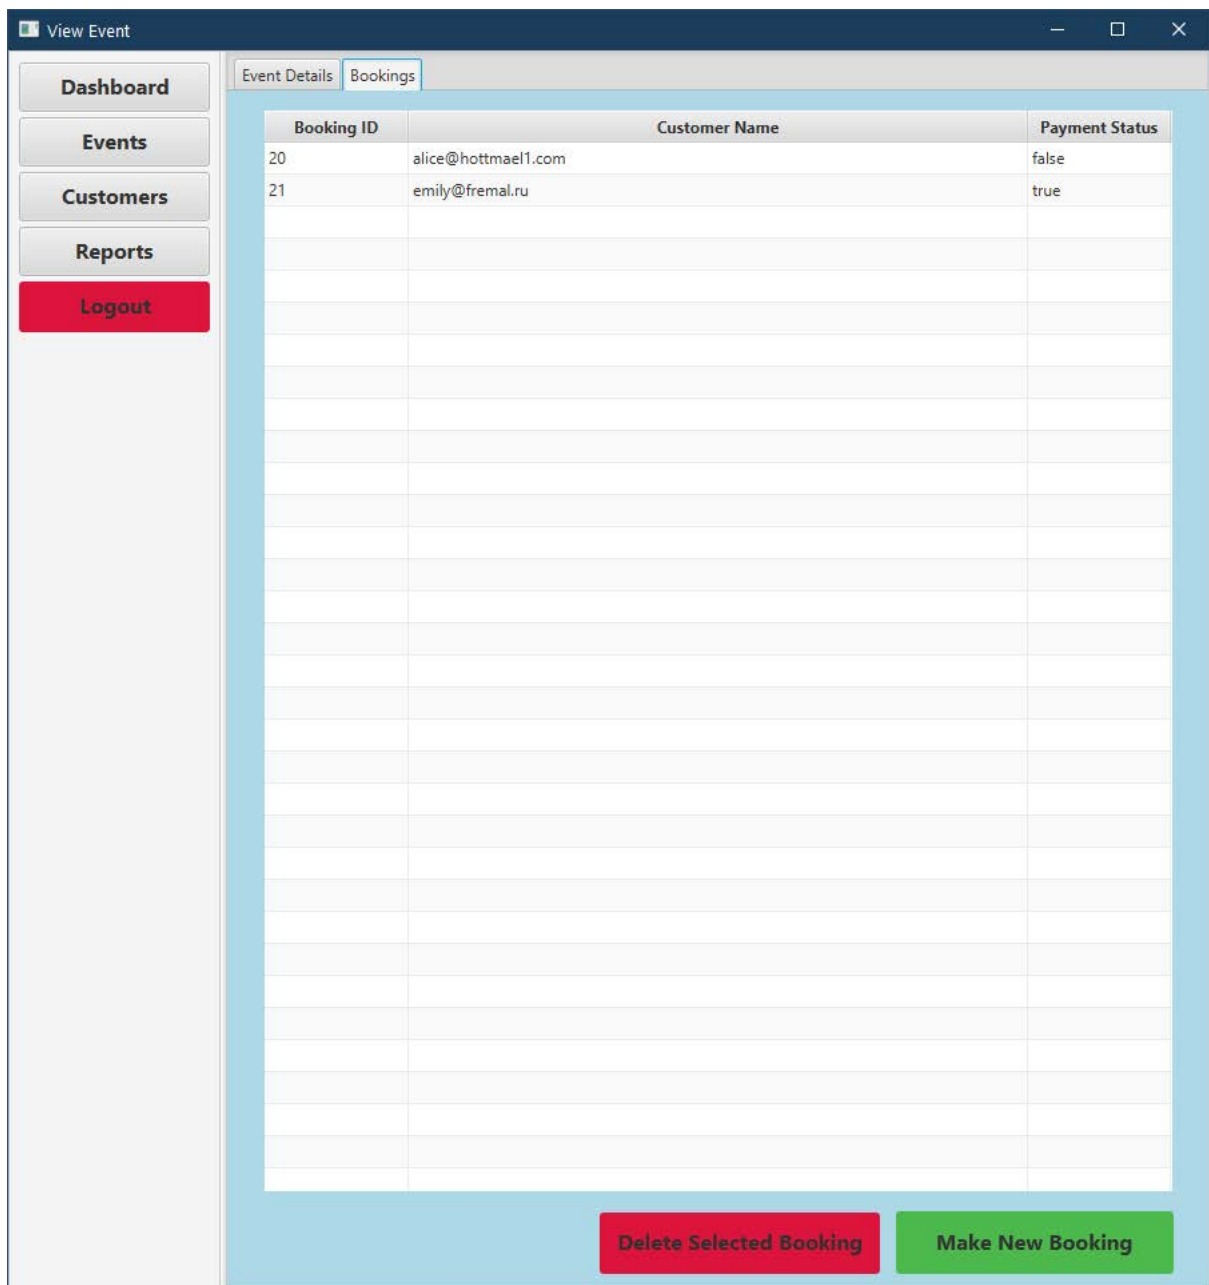 View Event
Dashboard
Events
Customers
Reports
Logout
Event Details Bookings
Booking ID Customer Name Payment Status
20 alice@hottmael1.com false
21 emily@fremal.ru true
Delete Selected Booking Make New Booking